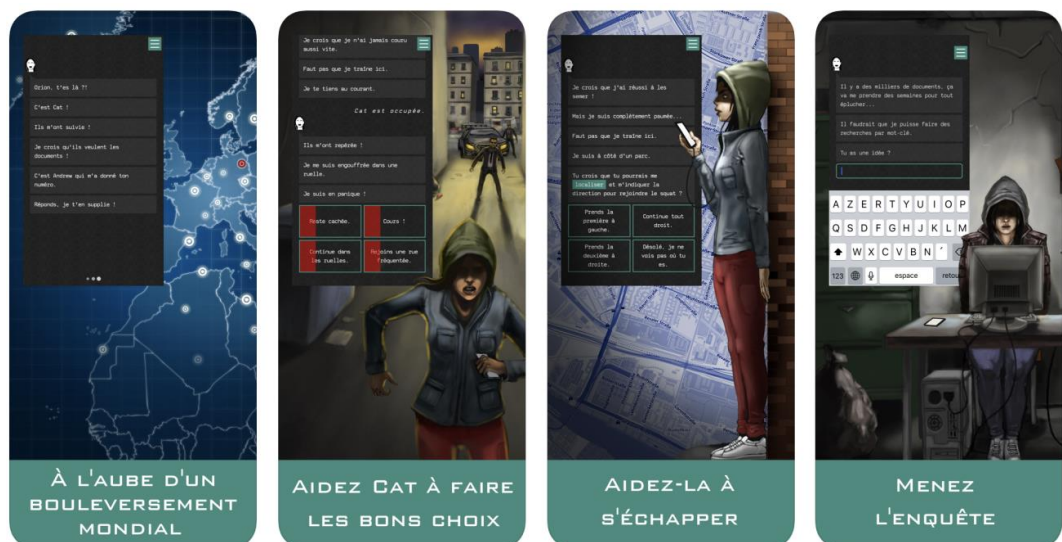 Orion, t'es là ?!
C'est Cat !
Ils m'ont suivie !
Je crois qu'ils veulent les
documents !
C'est Andrew qui m'a donné ton
numéro.
Réponds, je t'en supplie !
À L'AUBE D'UN
BOULEVERSEMENT
MONDIAL
Je crois que je n'ai jamais couru
aussi vite.
Faut pas que je traîne ici.
Je te tiens au courant.
Cat est occupée.
Ils m'ont repérée !
Je me suis engouffrée dans une
ruelle.
Je suis en panique !
Reste cachée.
Cours !
Continue dans
les ruelles.
Rejoins une rue
fréquentée.
AIDEZ CAT À FAIRE
LES BONS CHOIX
Je crois que j'ai réussi à les
semer !
Mais je suis complètement paumée...
Faut pas que je traîne ici.
Je suis à côté d'un parc.
Tu crois que tu pourrais me
localiser et m'indiquer la
direction pour rejoindre le squat ?
Prends la
première à
gauche.
Continue tout
droit.
Prends la
deuxième à
droite.
Désolé, je ne
vois pas où tu
es.
AIDEZ-LA À
S'ÉCHAPPER
Il y a des milliers de documents, ça
va me prendre des semaines pour tout
éplucher...
Il faudrait que je puisse faire des
recherches par mot-clé.
Tu as une idée ?
A Z E R T Y U I O P
Q S D F G H J K L M
W X C V B N ´
123 espace retou
MENEZ
L'ENQUÊTE